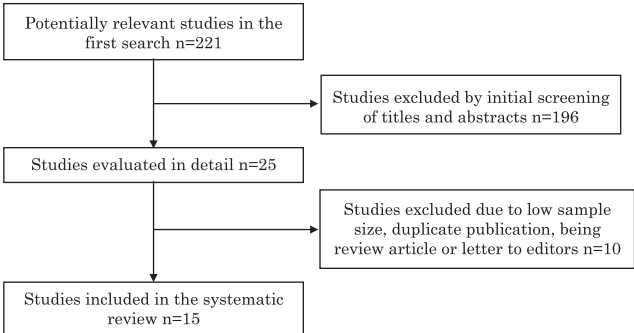 Potentially relevant studies in the
first search n=221
Studies excluded by initial screening
of titles and abstracts n=196
Studies evaluated in detail n=25
Studies excluded due to low sample
size, duplicate publication, being
review article or letter to editors n=10
Studies included in the systematic
review n=15